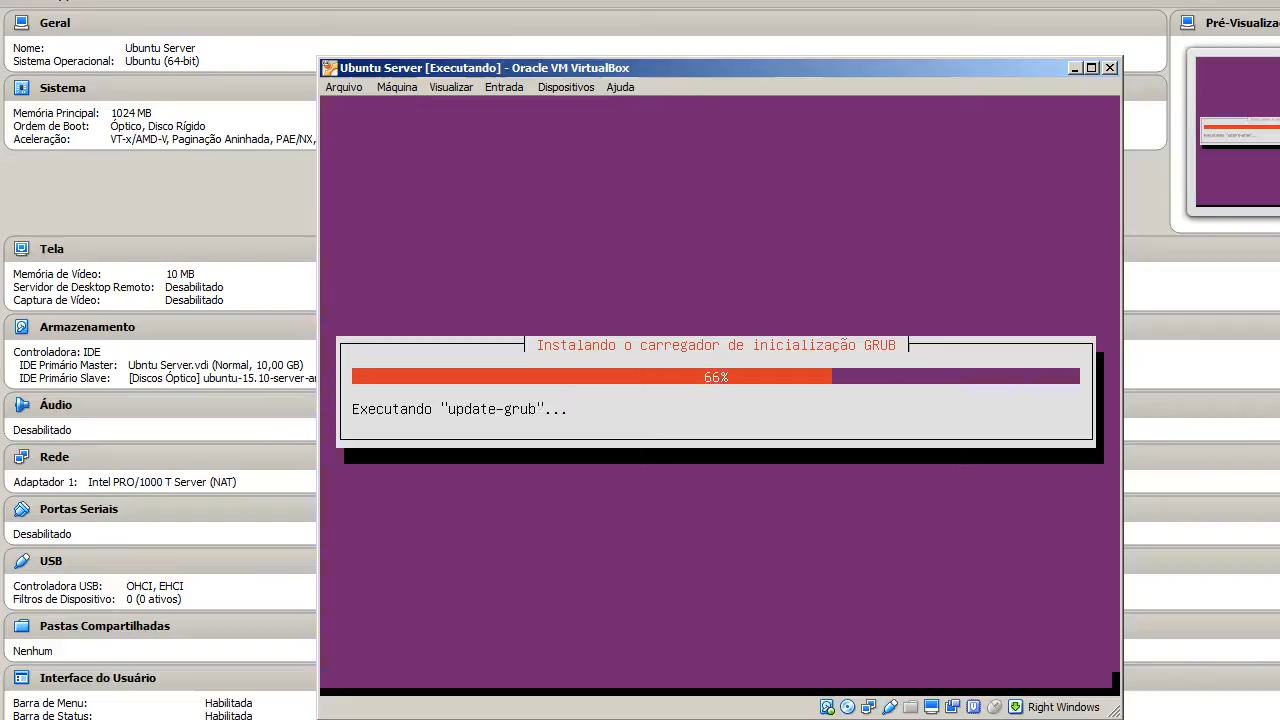 Geral
Nome: Ubuntu Server
Sistema Operacional: Ubuntu (64-bit)
Sistema
Memória Principal: 1024 MB
Ordem de Boot: Óptico, Disco Rígido
Aceleração: VT-x/AMD-V, Paginação Aninhada, PAE/NX,
Tela
Memória de Vídeo: 10 MB
Servidor de Desktop Remoto: Desabilitado
Captura de Vídeo: Desabilitado
Armazenamento
Controladora: IDE
IDE Primário Master: Ubntu Server.vdi (Normal, 10,00 GB)
IDE Primário Slave: [Discos Óptico] ubuntu-15.10-server-a
Áudio
Desabilitado
Rede
Adaptador 1: Intel PRO/1000 T Server (NAT)
Portas Seriais
Desabilitado
USB
Controladora USB: OHCI, EHCI
Filtros de Dispositivo: 0 (0 ativos)
Pastas Compartilhadas
Nenhum
Interface do Usuário
Barra de Menu: Habilitada
Barra de Status: Habilitada
Ubuntu Server [Executando] - Oracle VM VirtualBox
Arquivo Máquina Visualizar Entrada Dispositivos Ajuda
Instalando o carregador de inicialização GRUB
66%
Executando "update-grub"...
Right Windows
Pré-Visualiza